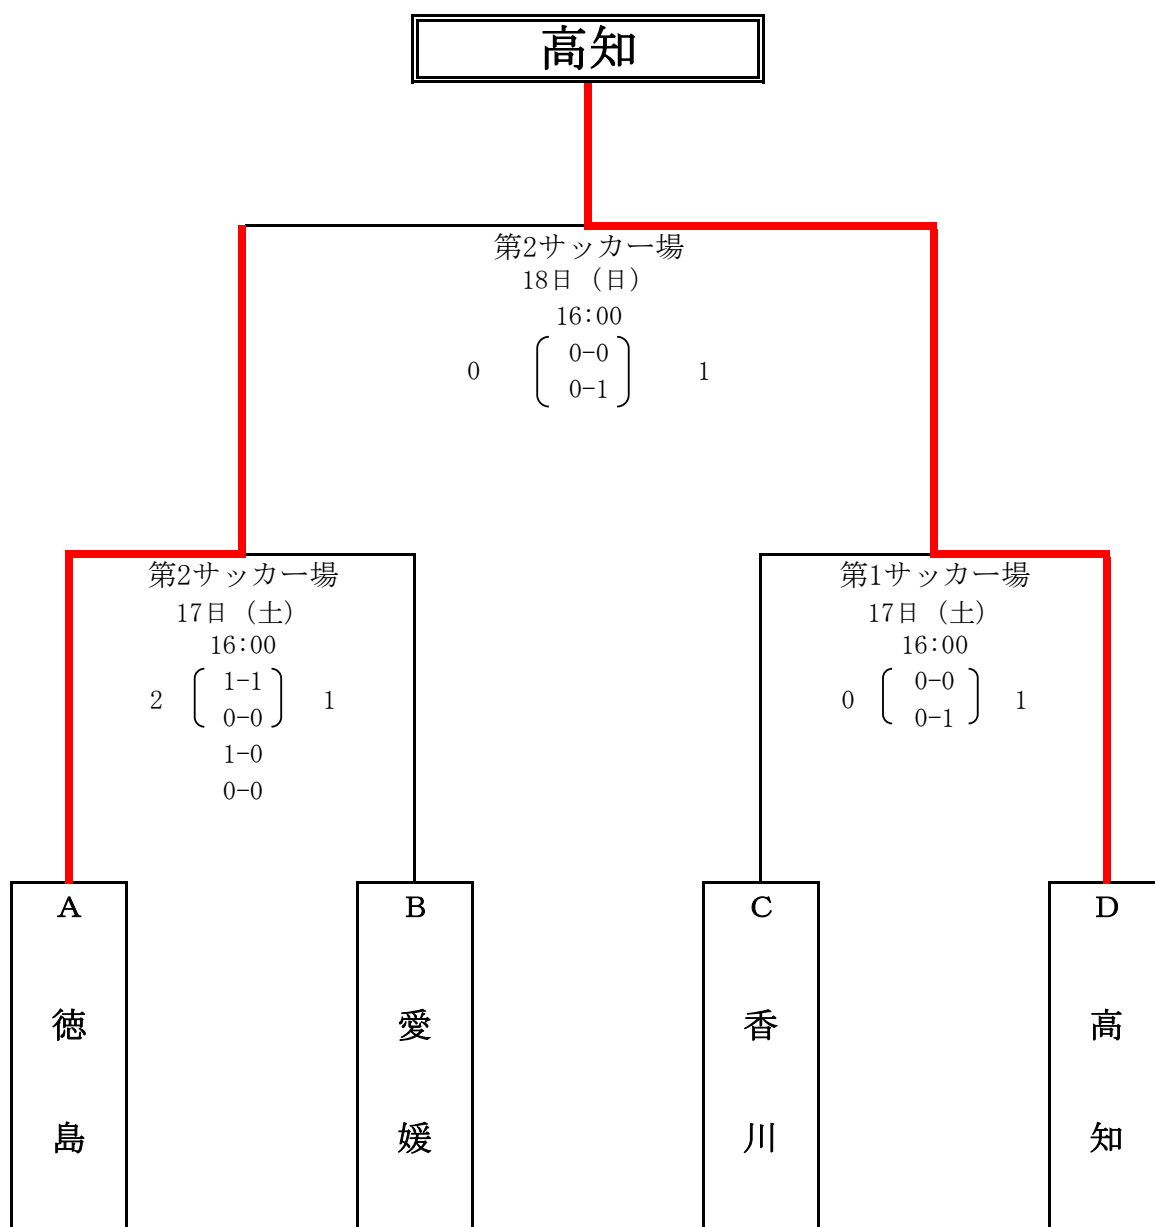 高知
第2サッカー場
18日（日）
16:00
0-0
0 1
0-1
第2サッカー場
17日（土）
16:00
1-1
2 1
0-0
1-0
0-0
第1サッカー場
17日（土）
16:00
0-0
0 1
0-1
A
徳島
B
愛媛
C
香川
D
高知